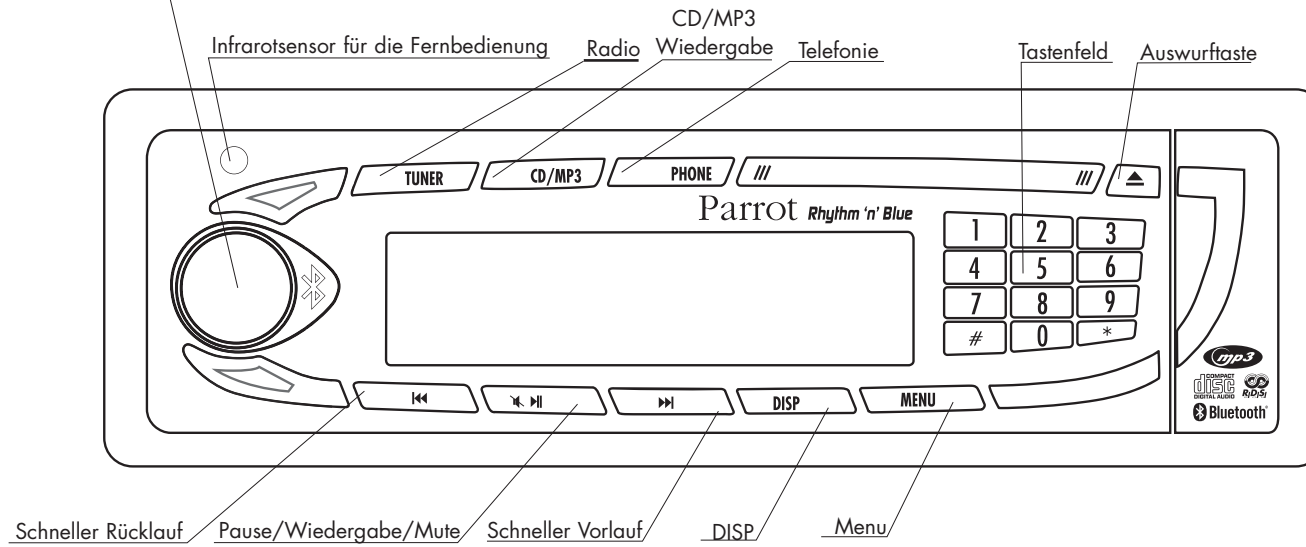 CD/MP3
Infrarotsensor für die Fernbedienung Radio Wiedergabe Telefonie Tastenfeld Auswurftaste
TUNER CD/MP3 PHONE
Parrot Rhythm 'n' Blue
1 2 3
4 5 6
7 8 9
# 0 *
mp3
COMPACT
disc
DIGITAL AUDIO
R•D•S
Bluetooth®
DISP MENU
Schneller Rücklauf Pause/Wiedergabe/Mute Schneller Vorlauf DISP Menu